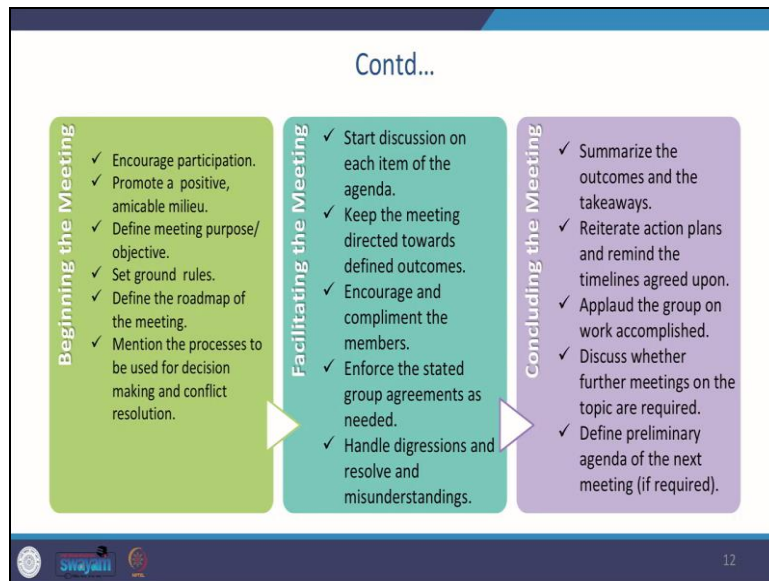 Contd...
Beginning the Meeting
✓ Encourage participation.
✓ Promote a positive,
amicable milieu.
✓ Define meeting purpose/
objective.
✓ Set ground rules.
✓ Define the roadmap of
the meeting.
✓ Mention the processes to
be used for decision
making and conflict
resolution.
Facilitating the Meeting
✓ Start discussion on
each item of the
agenda.
✓ Keep the meeting
directed towards
defined outcomes.
✓ Encourage and
compliment the
members.
✓ Enforce the stated
group agreements as
needed.
✓ Handle digressions and
resolve and
misunderstandings.
Concluding the Meeting
✓ Summarize the
outcomes and the
takeaways.
✓ Reiterate action plans
and remind the
timelines agreed upon.
✓ Applaud the group on
work accomplished.
✓ Discuss whether
further meetings on the
topic are required.
✓ Define preliminary
agenda of the next
meeting (if required).
swayam
12